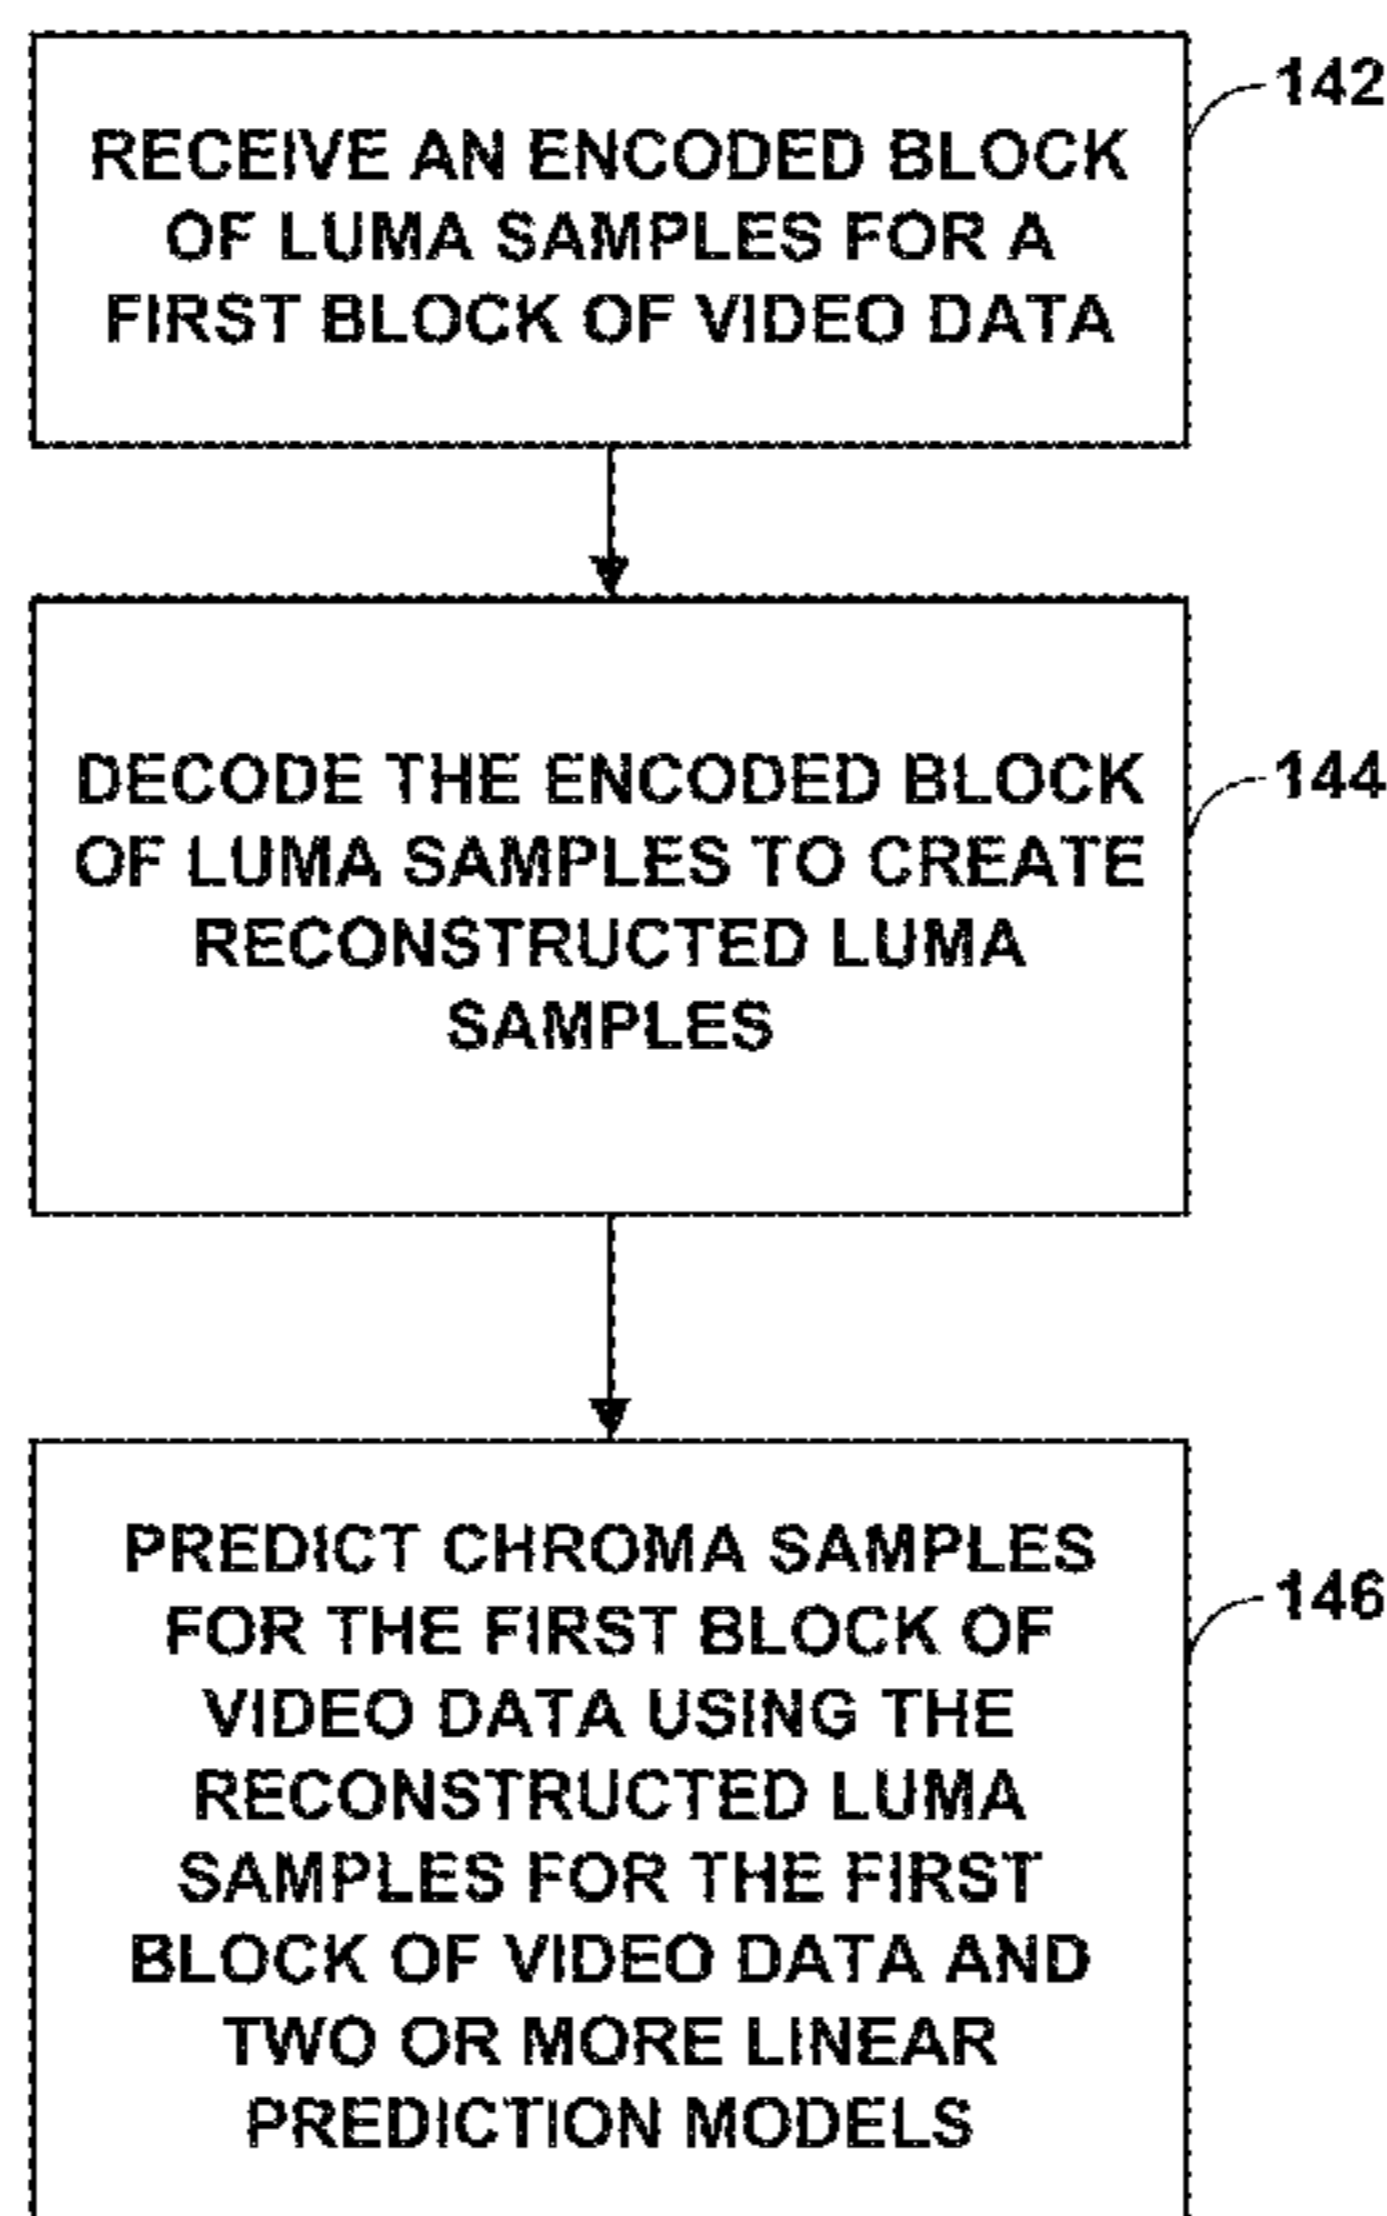 RECEIVE AN ENCODED BLOCK
OF LUMA SAMPLES FOR A
FIRST BLOCK OF VIDEO DATA
142
DECODE THE ENCODED BLOCK
OF LUMA SAMPLES TO CREATE
RECONSTRUCTED LUMA
SAMPLES
144
PREDICT CHROMA SAMPLES
FOR THE FIRST BLOCK OF
VIDEO DATA USING THE
RECONSTRUCTED LUMA
SAMPLES FOR THE FIRST
BLOCK OF VIDEO DATA AND
TWO OR MORE LINEAR
PREDICTION MODELS
146